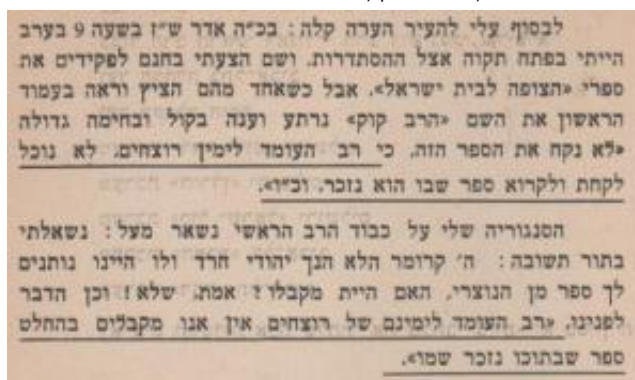 לבסוף עלי להעיר הערה קלה: בכ״ה אדר ש״ז בשעה 9 בערב
הייתי בפתח תקוה אצל ההסתדרות, ושם הצעתי בחנם לפקידים את
ספרי «הצופה לבית ישראל». אבל כשאחד מהם הציץ וראה בעמוד
הראשון את השם «הרב קוק» נרתע וענה בקול ובחימה גדולה
«לא נקח את הספר הזה, כי רב העומד לימין רוצחים, לא נוכל
לקחת ולקרוא ספר שבו הוא נזכר, וכ״ו».
הסנגוריה שלי על כבוד הרב הראשי נשאר מעל: נשאלתי
בתור תשובה: ה׳ קרומר הלא הנך יהודי חרד ולו היינו נותנים
לך ספר מן הנוצרי, האם היית מקבלו? אמת, שלא! וכן הדבר
לפנינו, «רב העומד לימינם של רוצחים אין אנו מקבלים בהחלט
ספר שבתוכו נזכר שמו».